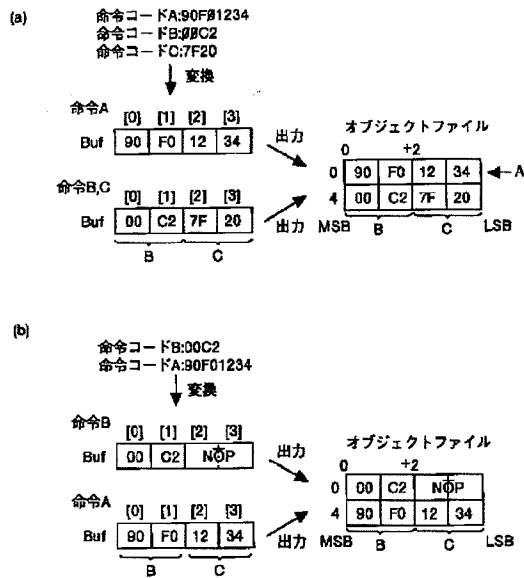 (a)
命令コードA:90F01234
命令コードB:00C2
命令コードC:7F20
変換
命令A
[0] [1] [2] [3]
Buf 90 F0 12 34
出力
オブジェクトファイル
0 +2
0 90 F0 12 34 A
4 00 C2 7F 20
MSB B C LSB
命令B,C
[0] [1] [2] [3]
Buf 00 C2 7F 20
出力
B C
(b)
命令コードB:00C2
命令コードA:90F01234
変換
命令B
[0] [1] [2] [3]
Buf 00 C2 NOP
出力
オブジェクトファイル
0 +2
0 00 C2 NOP
4 90 F0 12 34
MSB B C LSB
命令A
[0] [1] [2] [3]
Buf 90 F0 12 34
出力
B C